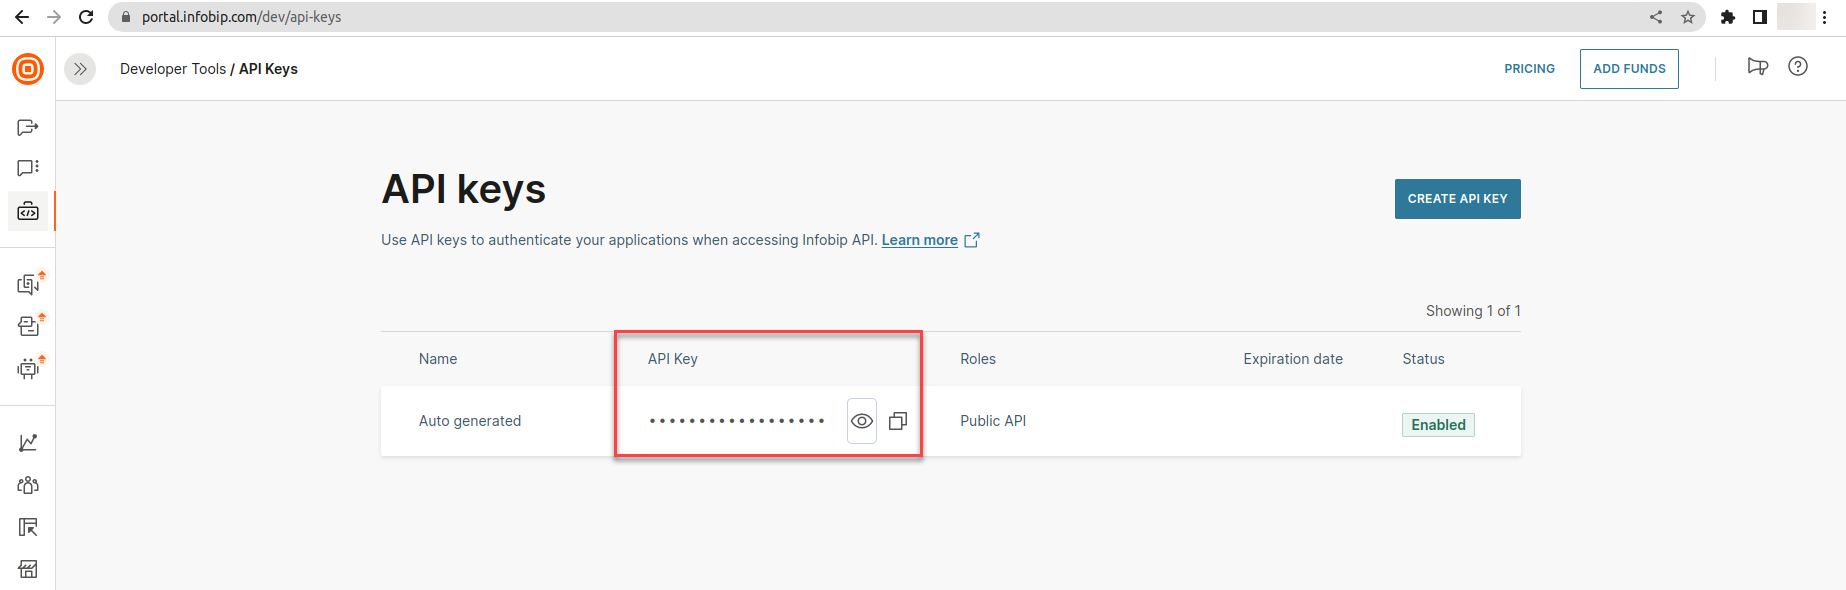 portal.infobip.com/dev/api-keys
Developer Tools / API Keys
PRICING
ADD FUNDS
API keys
CREATE API KEY
Use API keys to authenticate your applications when accessing Infobip API. Learn more
Showing 1 of 1
Name API Key Roles Expiration date Status
Auto generated •••••••••••••••••• Public API Enabled